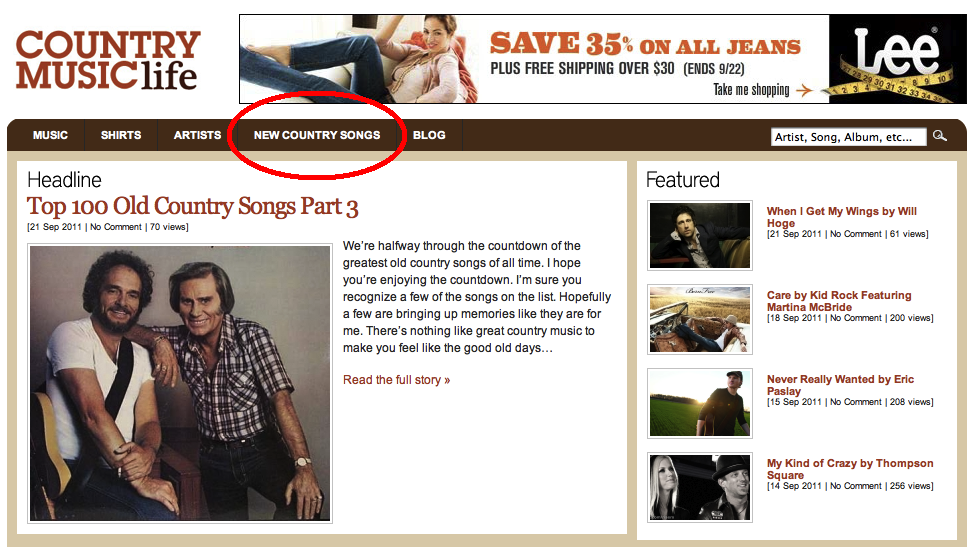 COUNTRY
MUSIClife
SAVE 35% ON ALL JEANS
PLUS FREE SHIPPING OVER $30 (ENDS 9/22)
Take me shopping
Lee®
MUSIC
SHIRTS
ARTISTS
NEW COUNTRY SONGS
BLOG
Artist, Song, Album, etc...
Headline
Top 100 Old Country Songs Part 3
[21 Sep 2011 | No Comment | 70 views]
We're halfway through the countdown of the
greatest old country songs of all time. I hope
you're enjoying the countdown. I'm sure you
recognize a few of the songs on the list. Hopefully
a few are bringing up memories like they are for
me. There's nothing like great country music to
make you feel like the good old days…
Read the full story »
Featured
When I Get My Wings by Will
Hoge
[21 Sep 2011 | No Comment | 61 views]
Born Free
Care by Kid Rock Featuring
Martina McBride
[18 Sep 2011 | No Comment | 200 views]
Never Really Wanted by Eric
Paslay
[15 Sep 2011 | No Comment | 208 views]
My Kind of Crazy by Thompson
Square
[14 Sep 2011 | No Comment | 256 views]